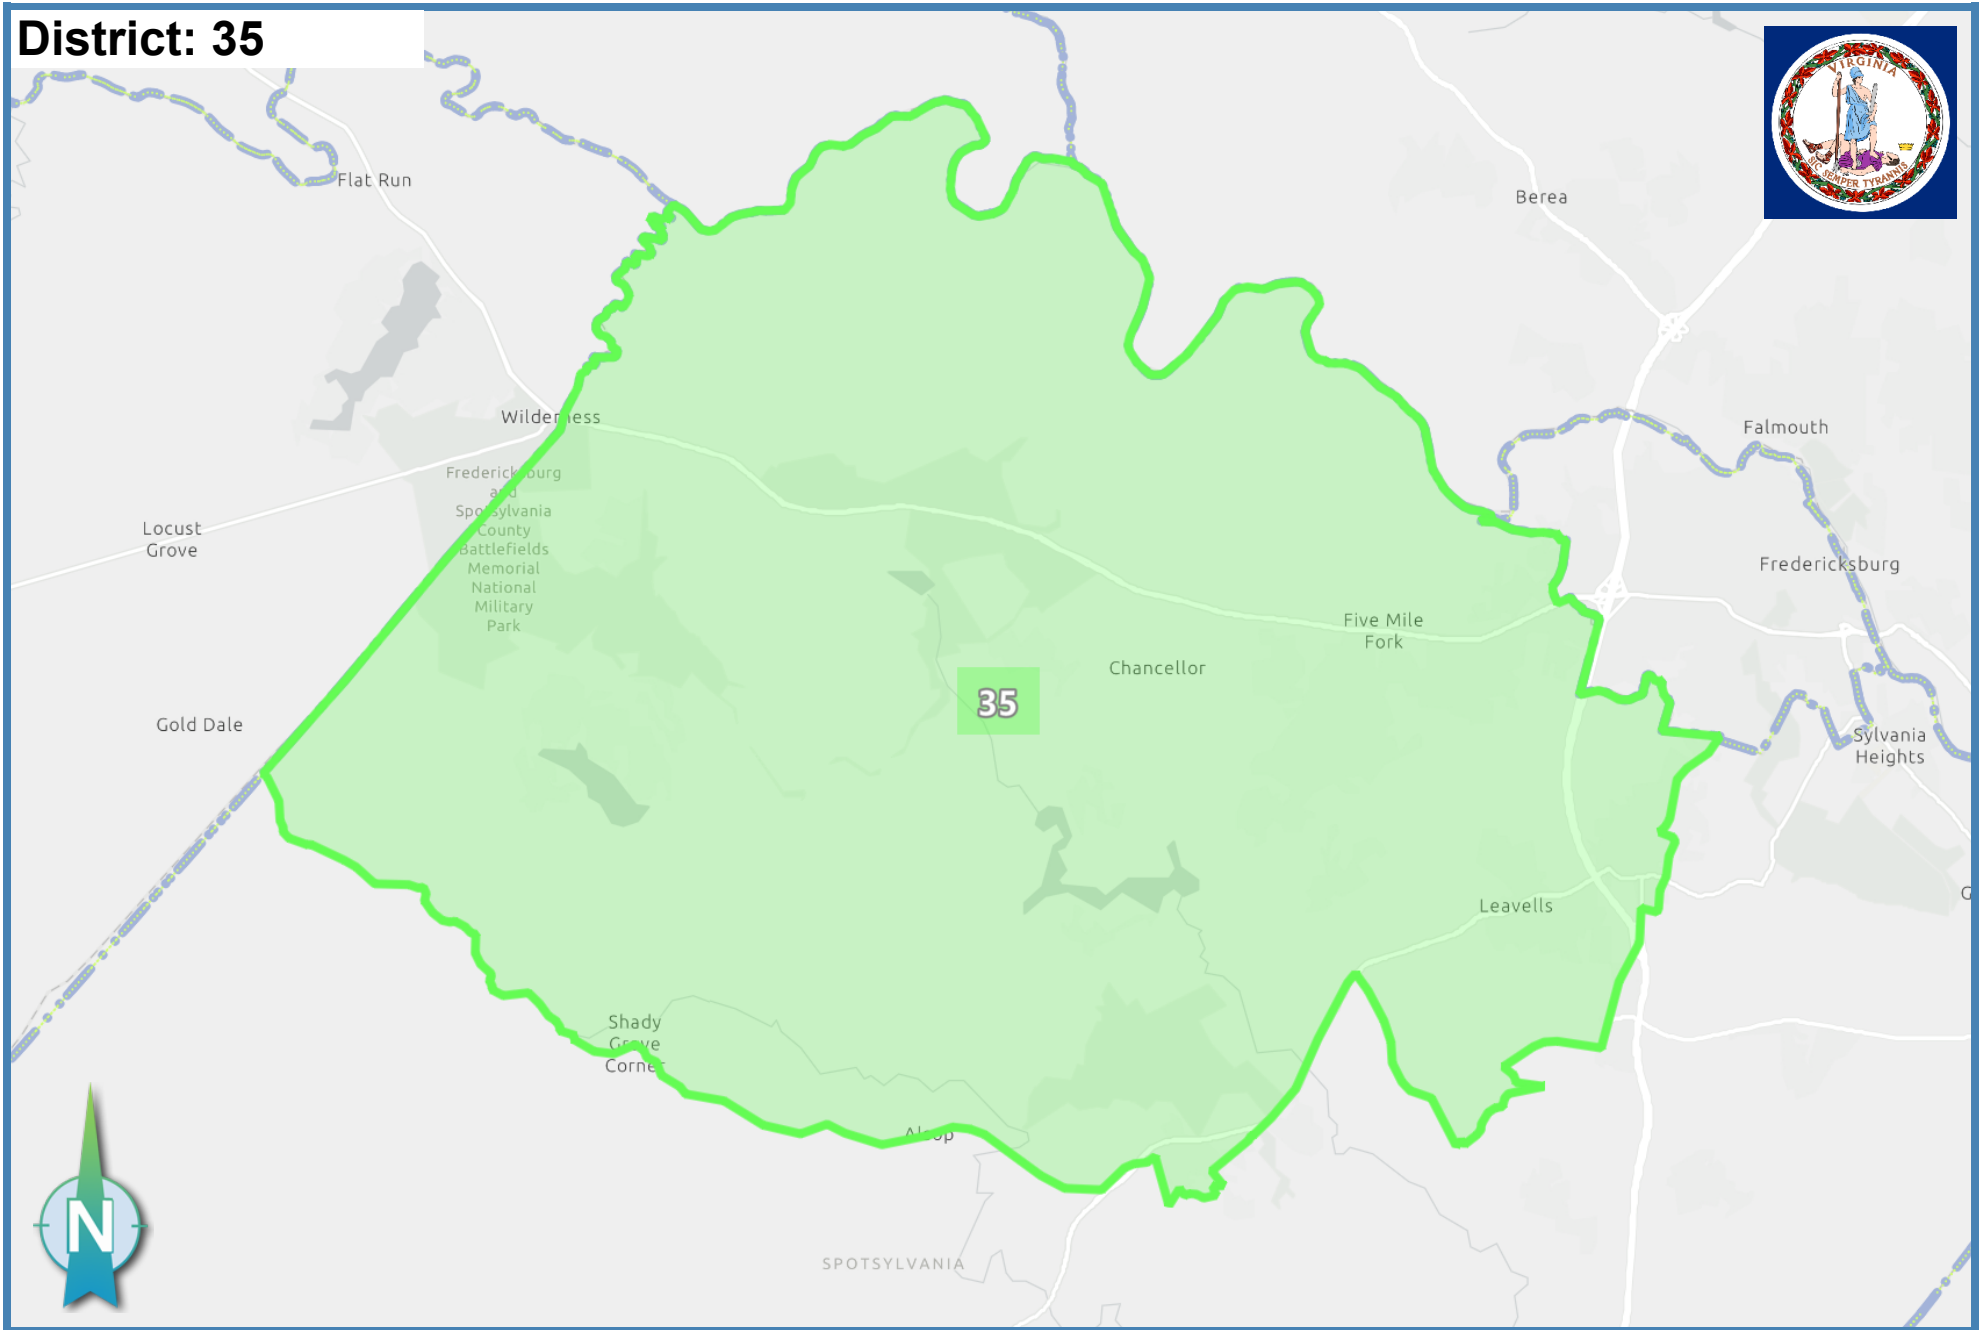 District: 35
VIRGINIA
SIC SEMPER TYRANNIS
Flat Run
Berea
Wilderness
Falmouth
Fredericksburg
and
Spotsylvania
County
Battlefields
Memorial
National
Military
Park
Locust
Grove
Fredericksburg
Five Mile
Fork
Chancellor
35
Gold Dale
Sylvania
Heights
Leavells
G
Shady
Grove
Corner
Alsop
N
SPOTSYLVANIA